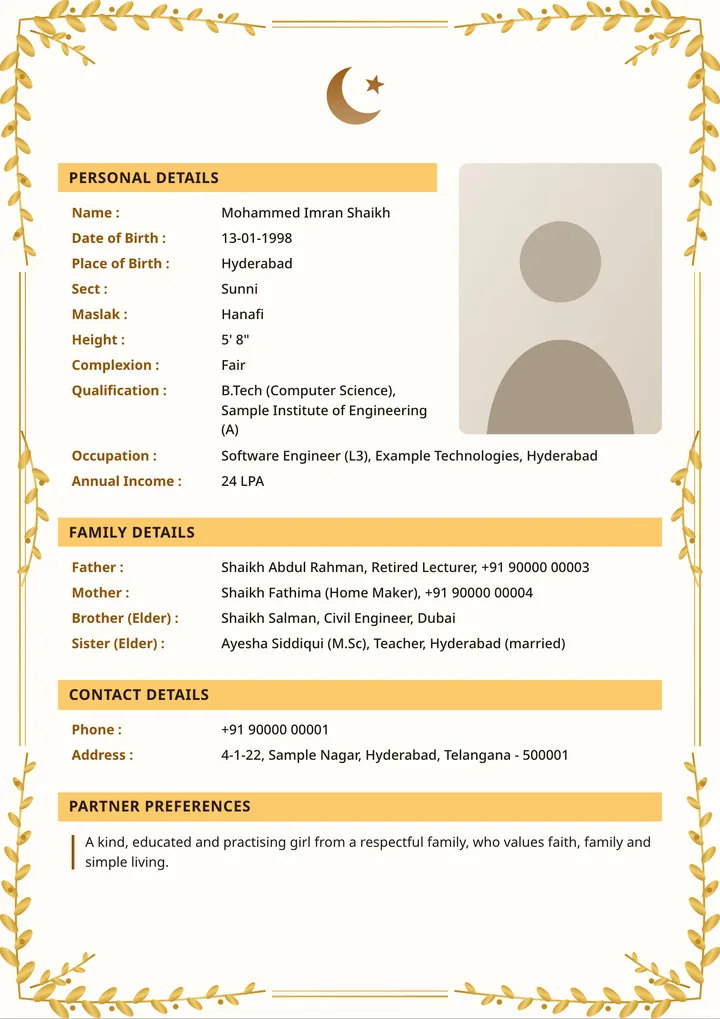 PERSONAL DETAILS
Name : Mohammed Imran Shaikh
Date of Birth : 13-01-1998
Place of Birth : Hyderabad
Sect : Sunni
Maslak : Hanafi
Height : 5' 8"
Complexion : Fair
Qualification : B.Tech (Computer Science),
Sample Institute of Engineering
(A)
Occupation : Software Engineer (L3), Example Technologies, Hyderabad
Annual Income : 24 LPA
FAMILY DETAILS
Father : Shaikh Abdul Rahman, Retired Lecturer, +91 90000 00003
Mother : Shaikh Fathima (Home Maker), +91 90000 00004
Brother (Elder) : Shaikh Salman, Civil Engineer, Dubai
Sister (Elder) : Ayesha Siddiqui (M.Sc), Teacher, Hyderabad (married)
CONTACT DETAILS
Phone : +91 90000 00001
Address : 4-1-22, Sample Nagar, Hyderabad, Telangana - 500001
PARTNER PREFERENCES
A kind, educated and practising girl from a respectful family, who values faith, family and
simple living.